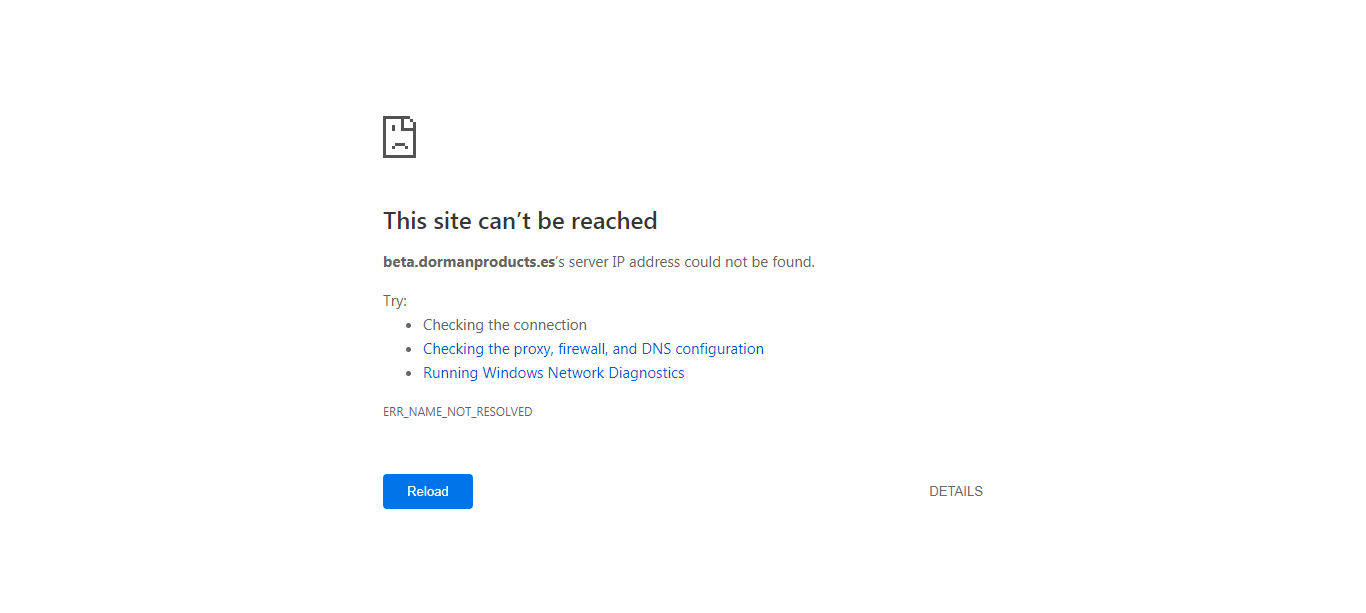 This site can’t be reached
beta.dormanproducts.es’s server IP address could not be found.
Try:
Checking the connection
Checking the proxy, firewall, and DNS configuration
Running Windows Network Diagnostics
ERR_NAME_NOT_RESOLVED
Reload
DETAILS